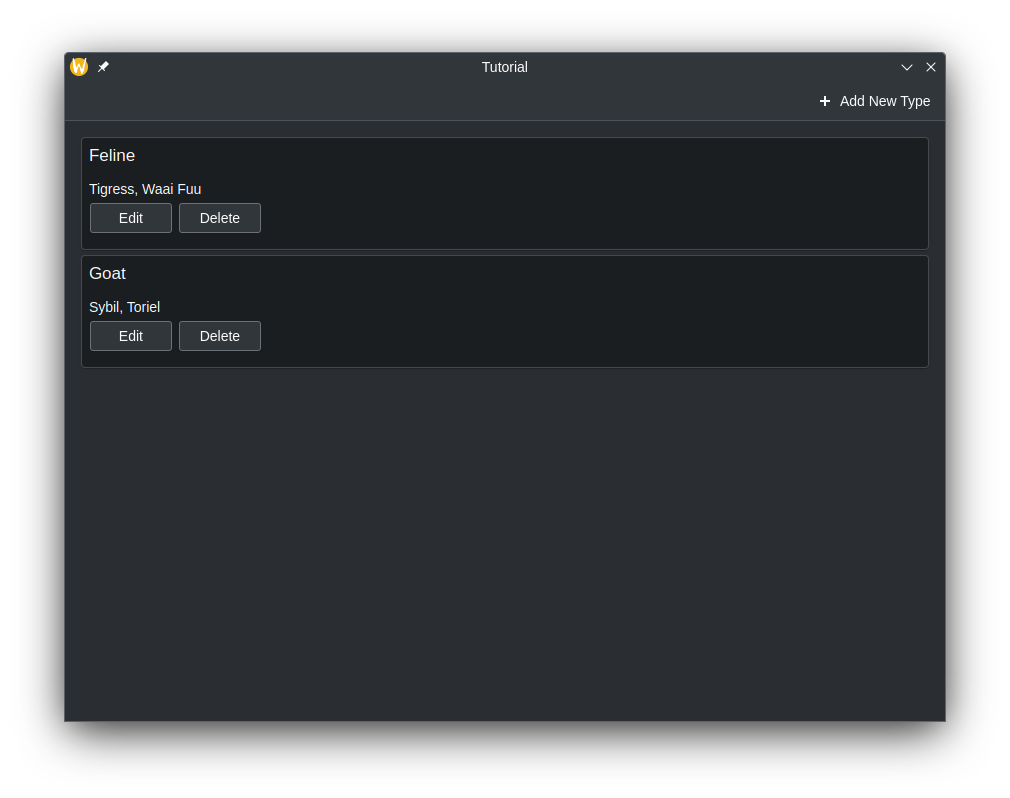 Tutorial
Add New Type
Feline
Tigress, Waai Fuu
Edit Delete
Goat
Sybil, Toriel
Edit Delete